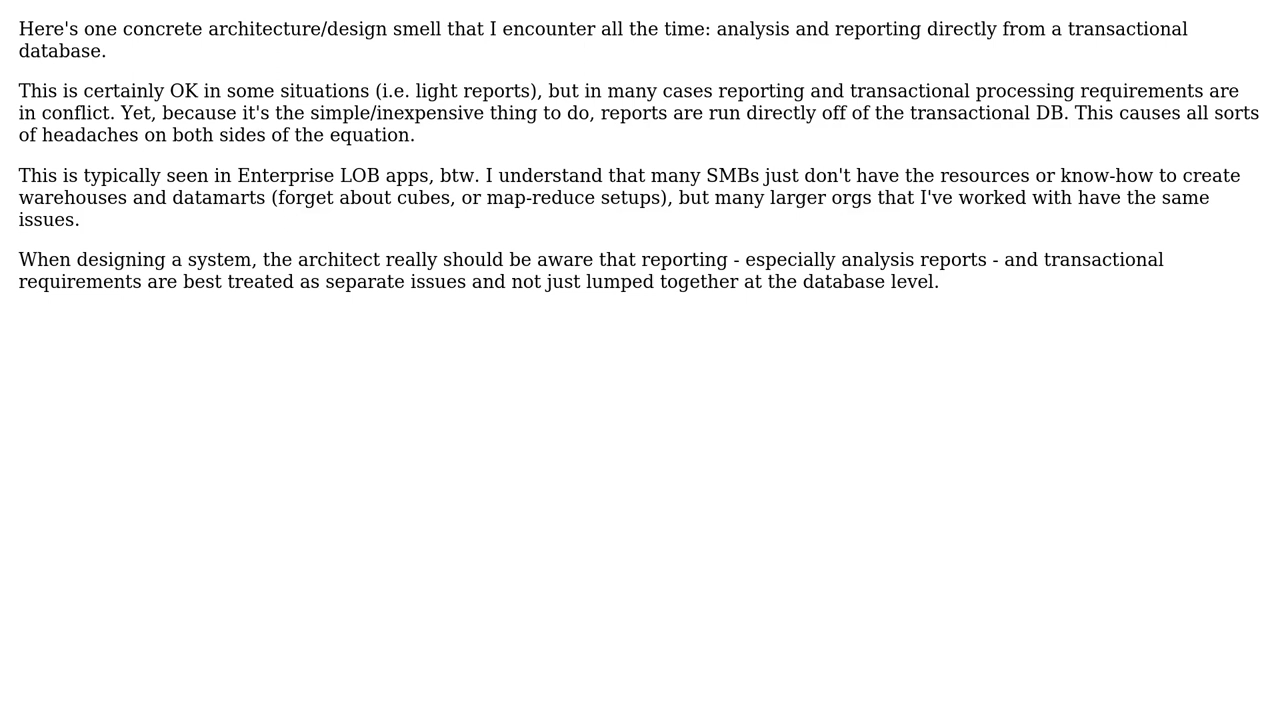 Here's one concrete architecture/design smell that I encounter all the time: analysis and reporting directly from a transactional
database.
This is certainly OK in some situations (i.e. light reports), but in many cases reporting and transactional processing requirements are
in conflict. Yet, because it's the simple/inexpensive thing to do, reports are run directly off of the transactional DB. This causes all sorts
of headaches on both sides of the equation.
This is typically seen in Enterprise LOB apps, btw. I understand that many SMBs just don't have the resources or know-how to create
warehouses and datamarts (forget about cubes, or map-reduce setups), but many larger orgs that I've worked with have the same
issues.
When designing a system, the architect really should be aware that reporting - especially analysis reports - and transactional
requirements are best treated as separate issues and not just lumped together at the database level.